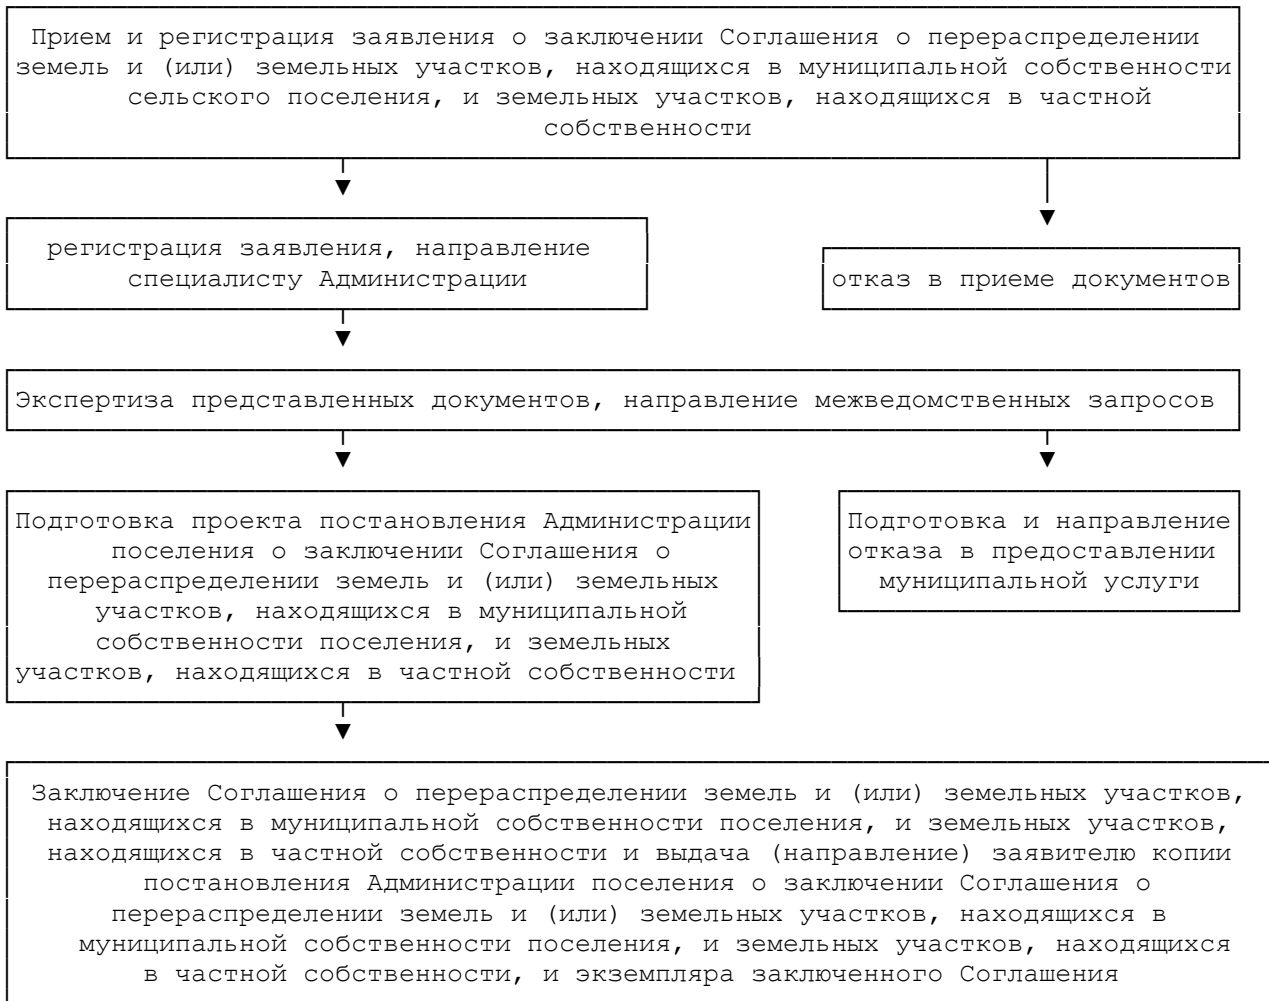 Прием и регистрация заявления о заключении Соглашения о перераспределении
земель и (или) земельных участков, находящихся в муниципальной собственности
сельского поселения, и земельных участков, находящихся в частной
собственности
регистрация заявления, направление
специалисту Администрации
отказ в приеме документов
Экспертиза представленных документов, направление межведомственных запросов
Подготовка проекта постановления Администрации
поселения о заключении Соглашения о
перераспределении земель и (или) земельных
участков, находящихся в муниципальной
собственности поселения, и земельных
участков, находящихся в частной собственности
Подготовка и направление
отказа в предоставлении
муниципальной услуги
Заключение Соглашения о перераспределении земель и (или) земельных участков,
находящихся в муниципальной собственности поселения, и земельных участков,
находящихся в частной собственности и выдача (направление) заявителю копии
постановления Администрации поселения о заключении Соглашения о
перераспределении земель и (или) земельных участков, находящихся в
муниципальной собственности поселения, и земельных участков, находящихся
в частной собственности, и экземпляра заключенного Соглашения